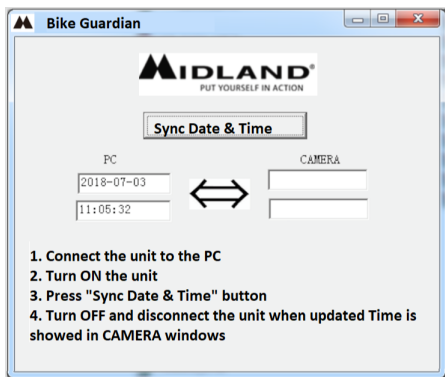 Bike Guardian
MIDLAND®
PUT YOURSELF IN ACTION
Sync Date & Time
PC CAMERA
2018-07-03
11:05:32
1. Connect the unit to the PC
2. Turn ON the unit
3. Press "Sync Date & Time" button
4. Turn OFF and disconnect the unit when updated Time is
showed in CAMERA windows